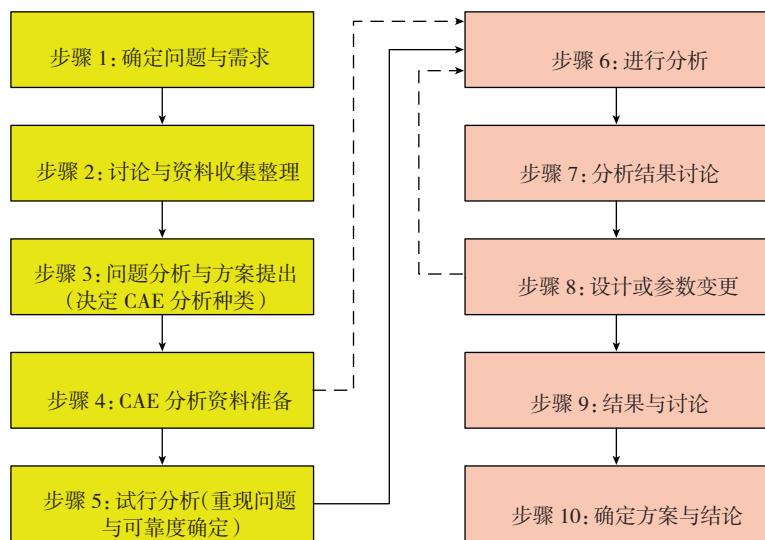 步骤 1:确定问题与需求
步骤 2:讨论与资料收集整理
步骤 3:问题分析与方案提出
(决定 CAE 分析种类)
步骤 4:CAE 分析资料准备
步骤 5:试行分析(重现问题
与可靠度确定)
步骤 6:进行分析
步骤 7:分析结果讨论
步骤 8:设计或参数变更
步骤 9:结果与讨论
步骤 10:确定方案与结论